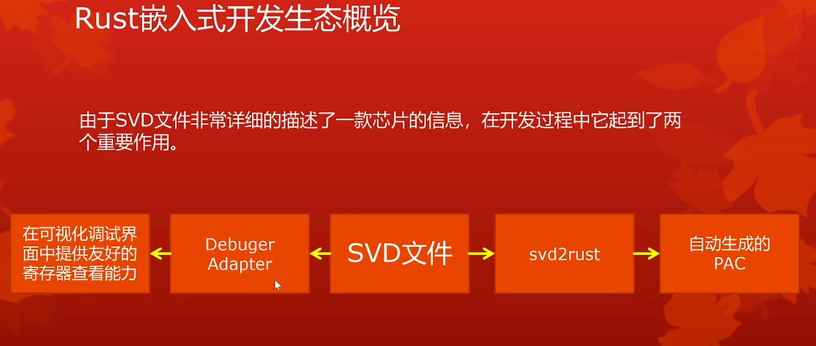 Rust嵌入式开发生态概览
由于SVD文件非常详细的描述了一款芯片的信息，在开发过程中它起到了两
个重要作用。
在可视化调试界
面中提供友好的
寄存器查看能力
Debuger
Adapter
SVD文件
svd2rust
自动生成的
PAC